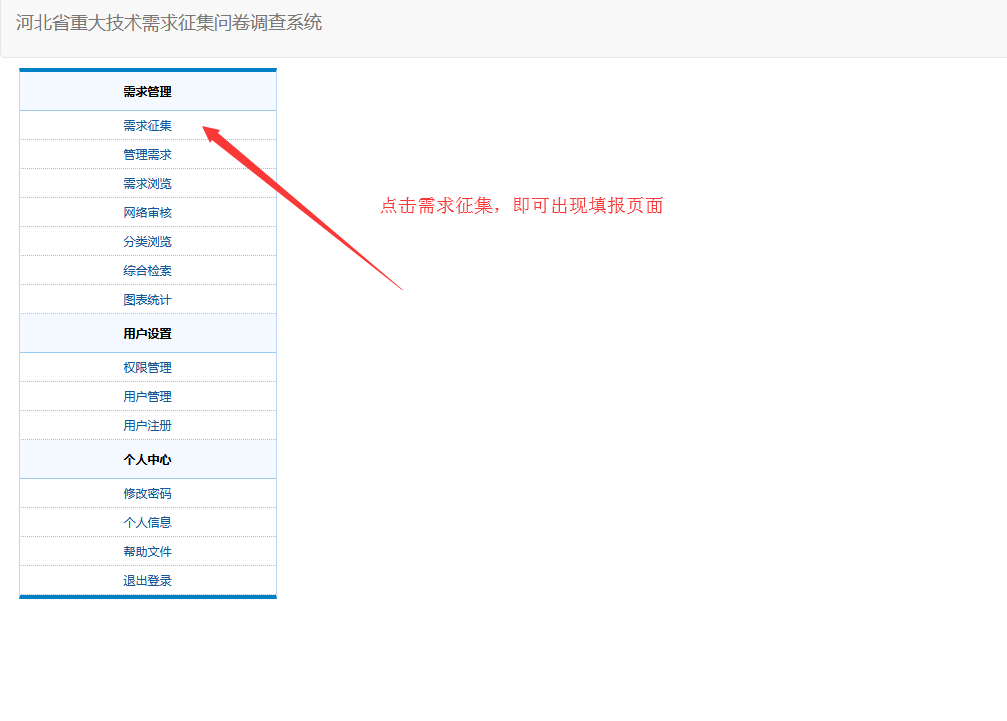 河北省重大技术需求征集问卷调查系统
需求管理
需求征集
管理需求
需求浏览
点击需求征集，即可出现填报页面
网络审核
分类浏览
综合检索
图表统计
用户设置
权限管理
用户管理
用户注册
个人中心
修改密码
个人信息
帮助文件
退出登录